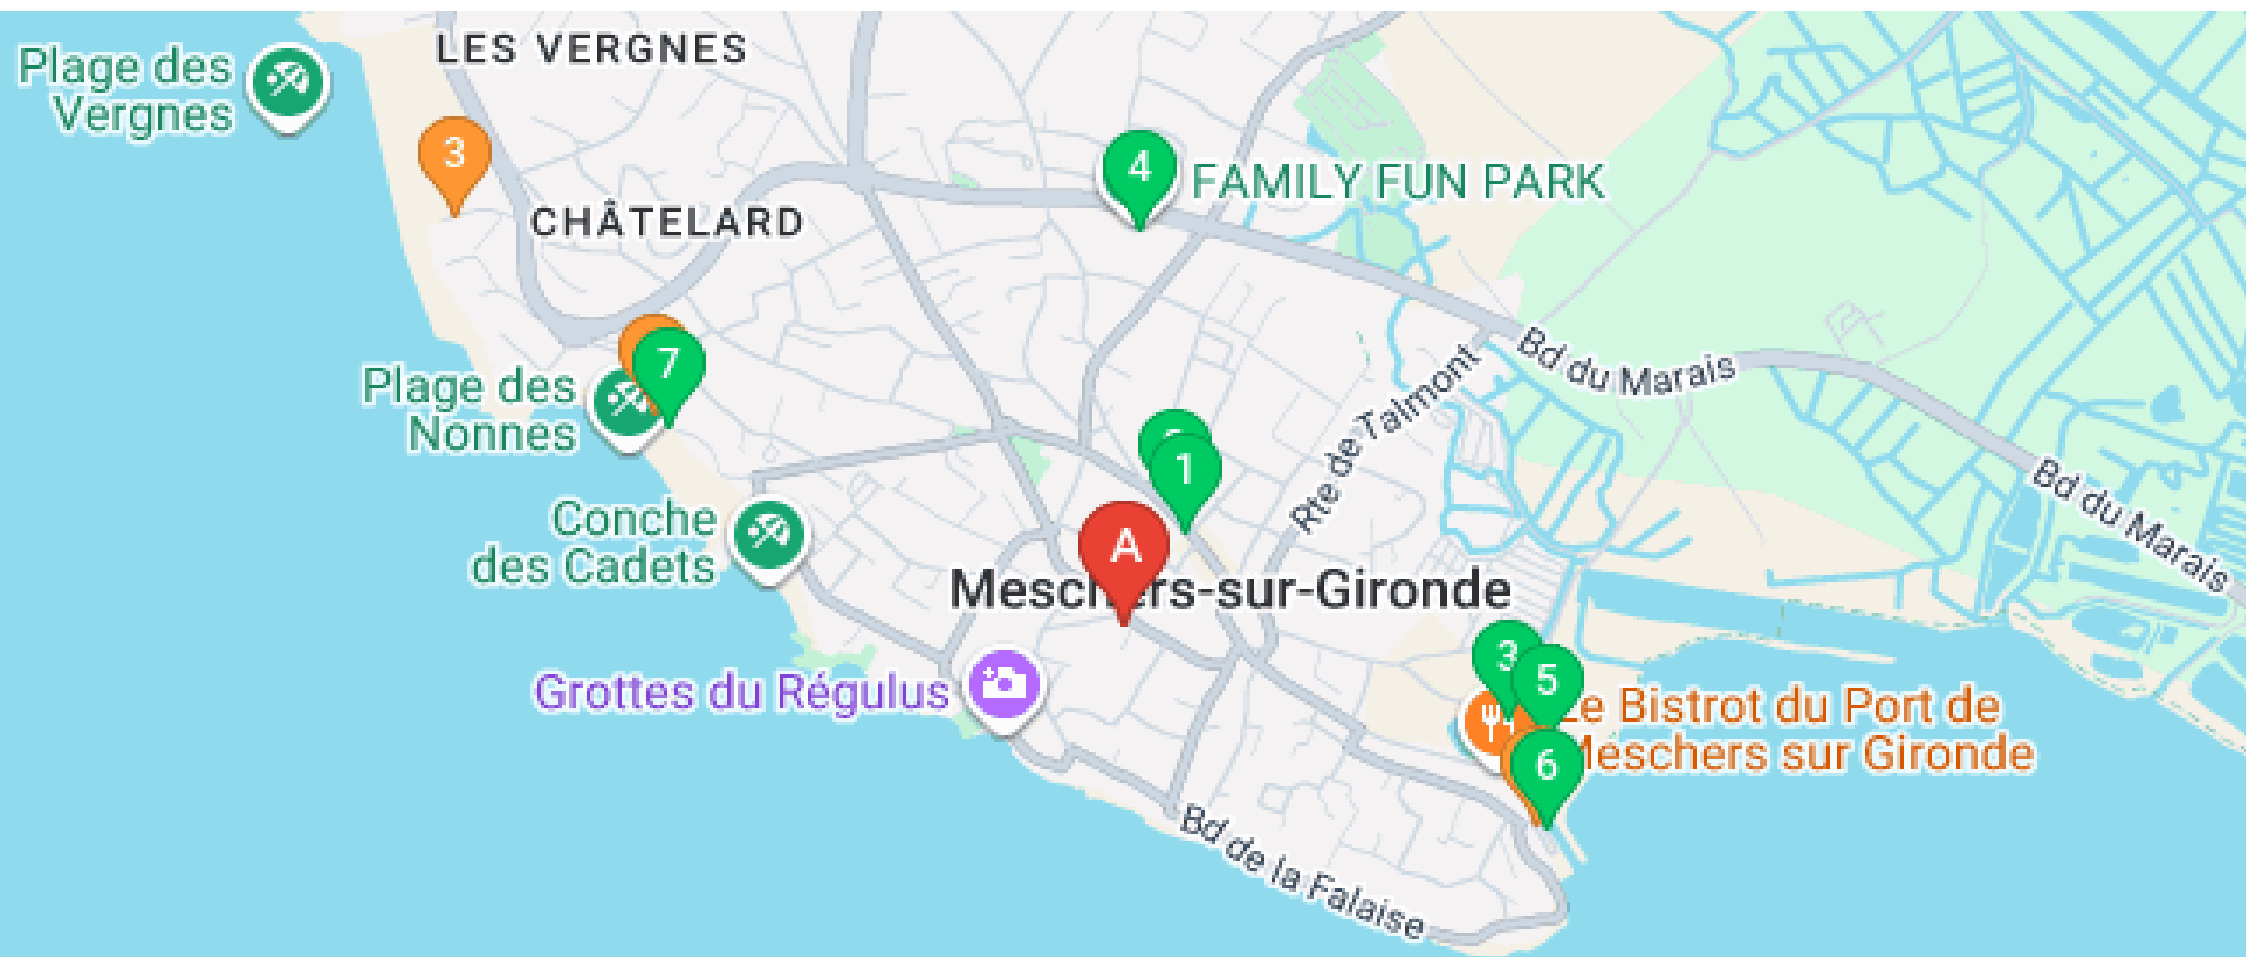 LES VERGNES
Plage des
Vergnes
3
4
FAMILY FUN PARK
CHÂTELARD
Bd du Marais
Rte de Talmont
7
Plage des
Nonnes
1
Bd du Marais
Conche
des Cadets
A
Meschers-sur-Gironde
3
5
Grottes du Régulus
Le Bistrot du Port de
Meschers sur Gironde
6
Bd de la Falaise